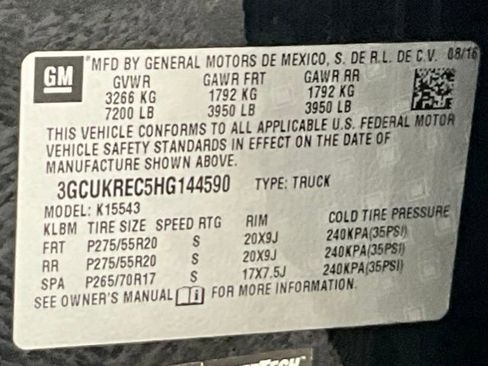 GM
*MFD BY GENERAL MOTORS DE MEXICO, S. DE R.L. DE C.V. 08/16
GVWR GAWR FRT GAWR RR
3266 KG 1792 KG 1792 KG
7200 LB 3950 LB 3950 LB
THIS VEHICLE CONFORMS TO ALL APPLICABLE U.S. FEDERAL MOTOR
VEHICLE SAFETY STANDARDS IN EFFECT ON THE DATE OF
MANUFACTURE SHOWN ABOVE.
3GCUKREC5HG144590 TYPE: TRUCK
MODEL: K15543
KLBM TIRE SIZE SPEED RTG RIM COLD TIRE PRESSURE
FRT P275/55R20 S 20X9J 240KPA(35PSI)
RR P275/55R20 S 20X9J 240KPA(35PSI)
SPA P265/70R17 S 17X7.5J 240KPA(35PSI)
SEE OWNER'S MANUAL FOR MORE INFORMATION.